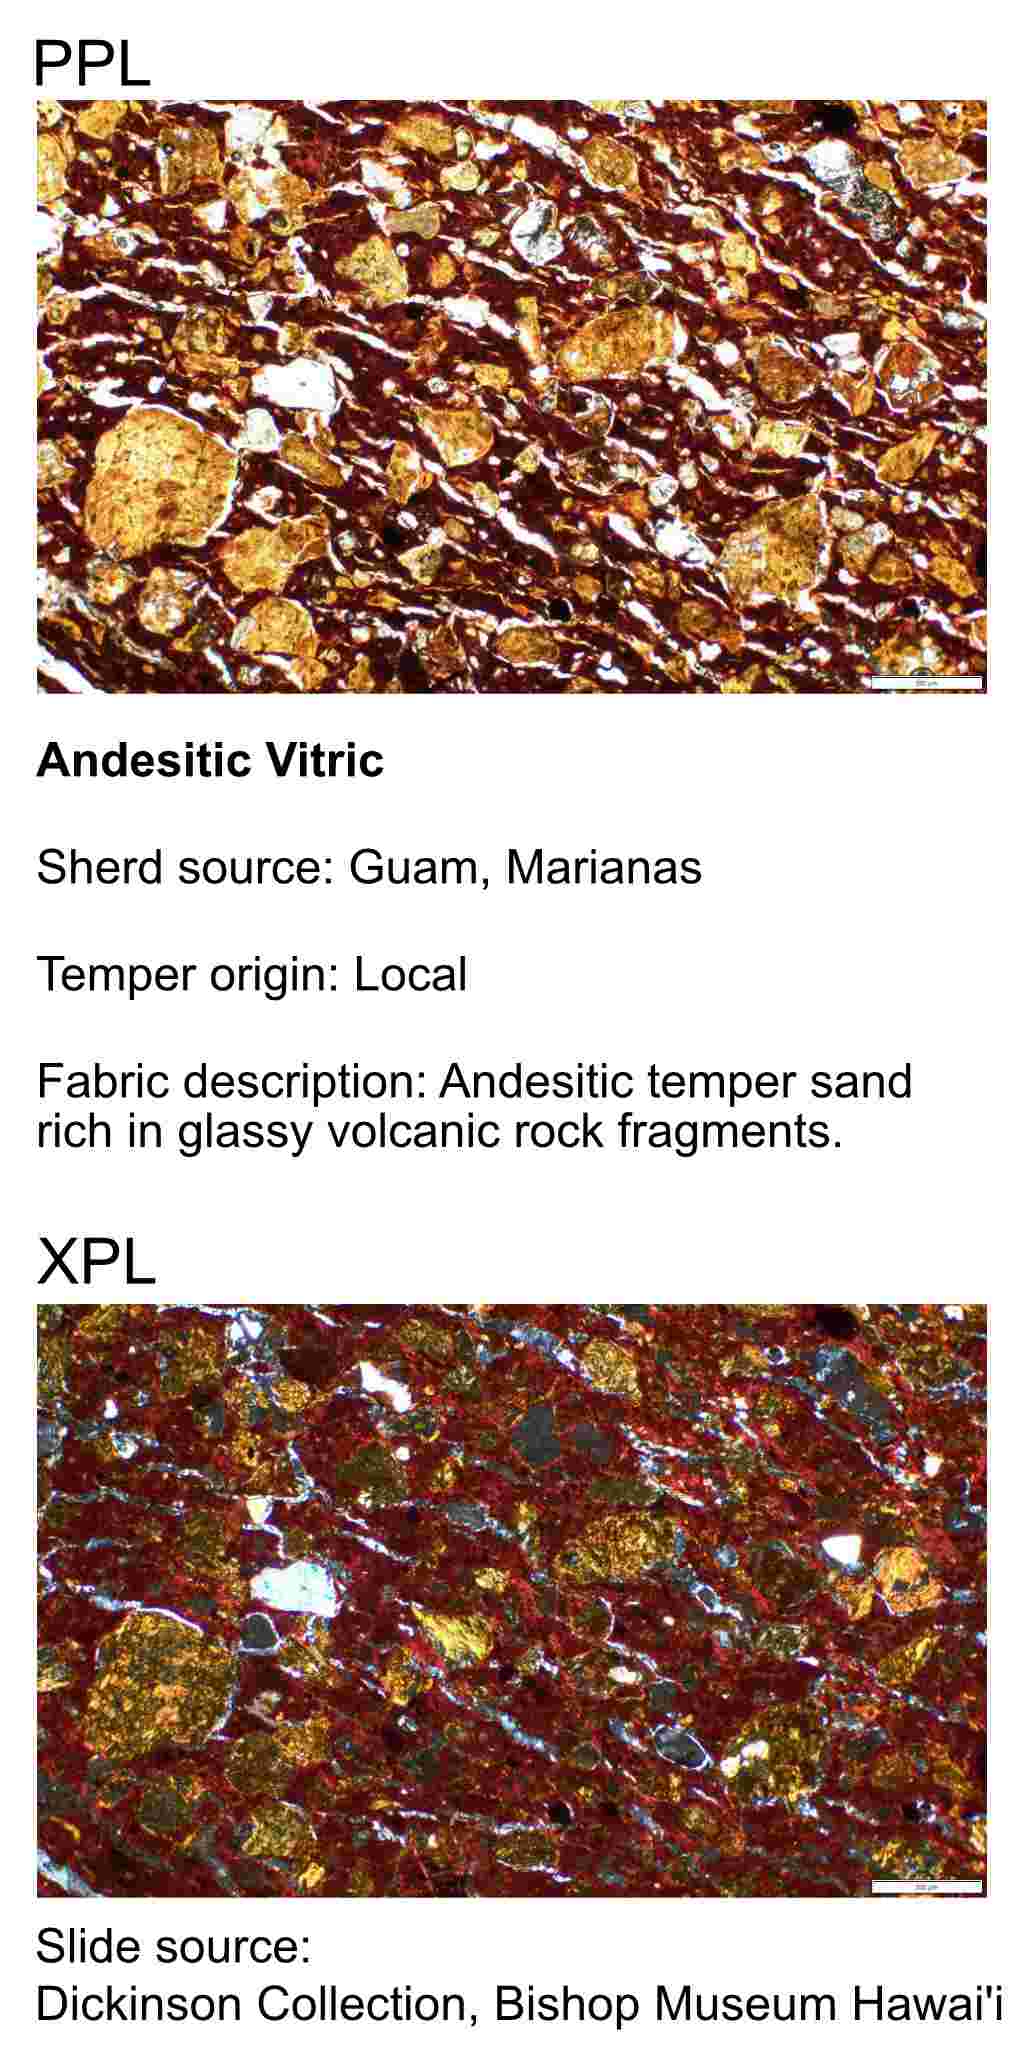 PPL
Andesitic Vitric
Sherd source: Guam, Marianas
Temper origin: Local
Fabric description: Andesitic temper sand
rich in glassy volcanic rock fragments.
XPL
Slide source:
Dickinson Collection, Bishop Museum Hawai'i